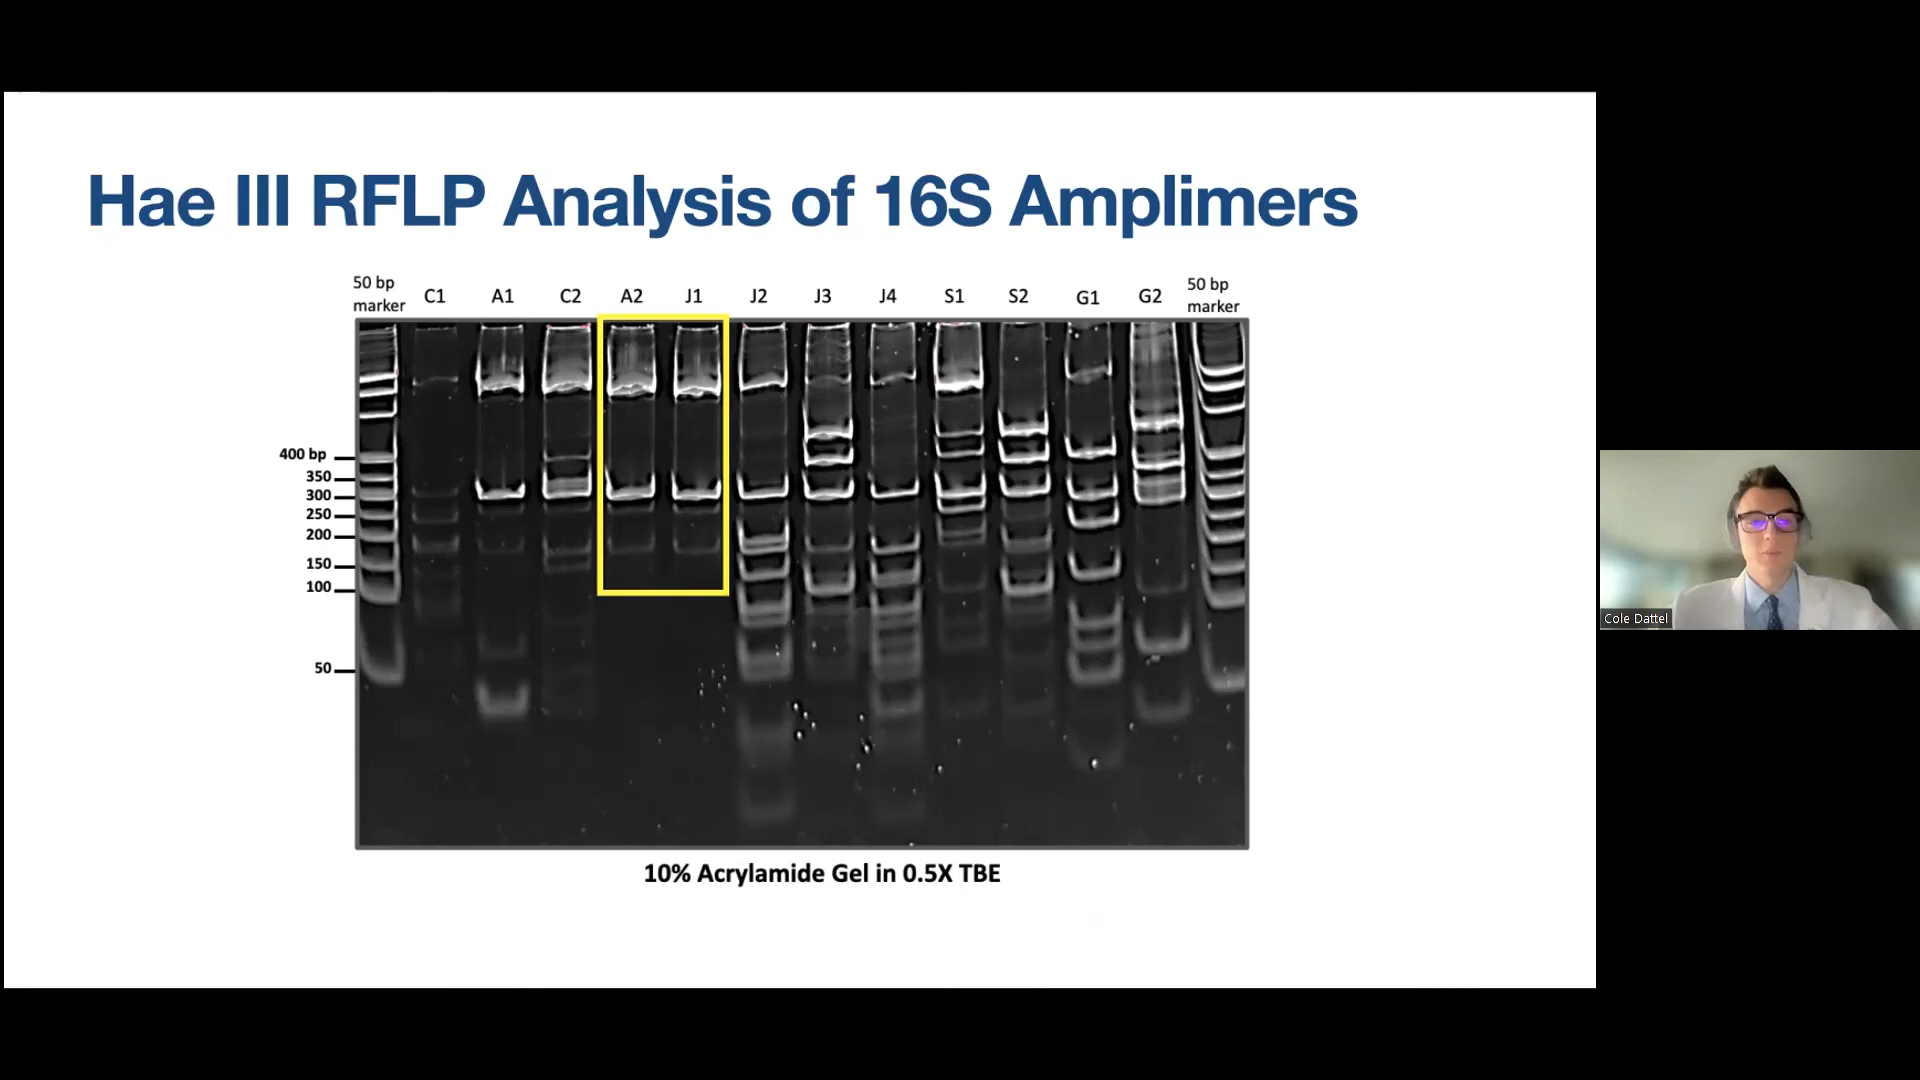 Hae III RFLP Analysis of 16S Amplimers
50 bp marker C1 A1 C2 A2 J1 J2 J3 J4 S1 S2 G1 G2 50 bp marker
400 bp
350
300
250
200
150
100
50
10% Acrylamide Gel in 0.5X TBE
Cole Dattel